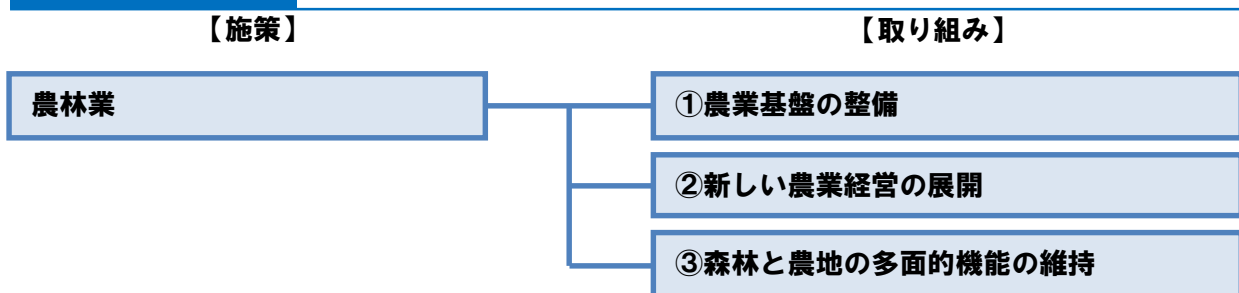 【施策】
【取り組み】
農林業
①農業基盤の整備
②新しい農業経営の展開
③森林と農地の多面的機能の維持